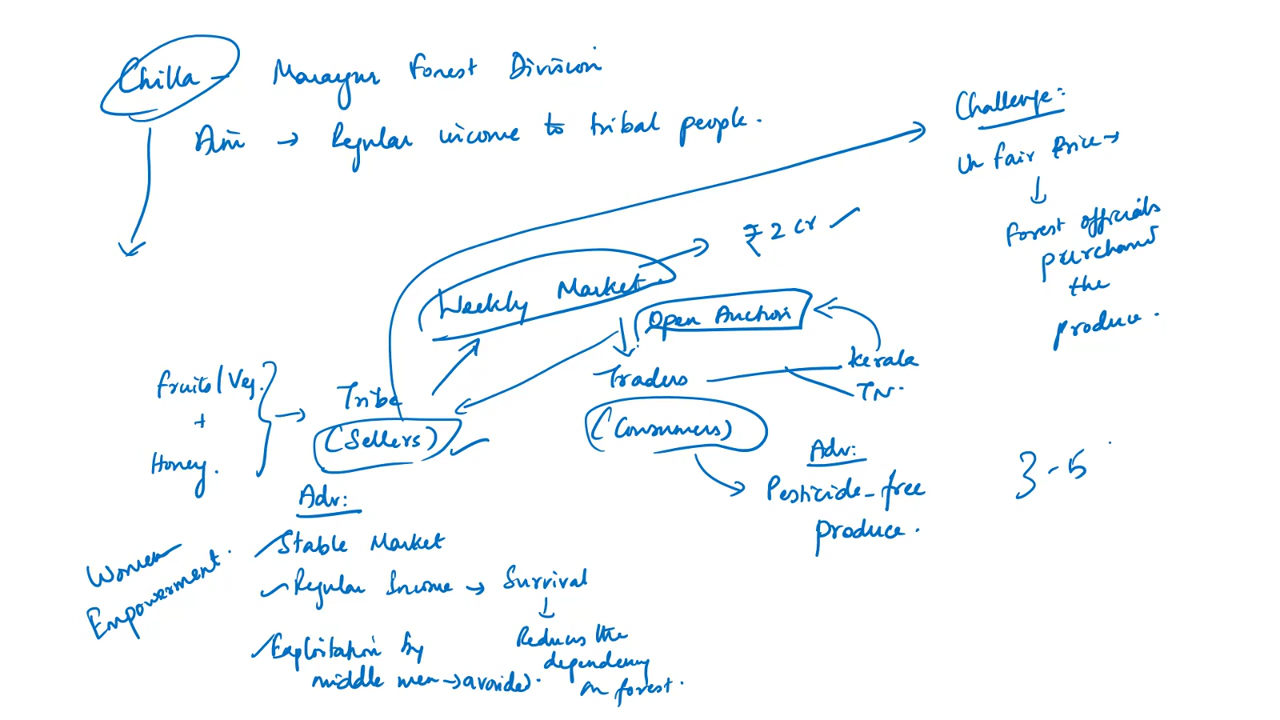 Chilla - Marayur Forest Division
Aim → Regular income to tribal people.
Challenge:
Un fair Price →
↓
Forest officials
purchand
the
produce.
₹ 2 cr ✓
Weekly Market
Open Auction
Traders
Kerala
TN.
(Consumers)
Adv:
Pesticide-free
produce.
3-5
Fruits/Veg.
+
Honey.
Tribe
(Sellers)
Adv:
Stable Market
Regular Income → Survival
↓
Reduces the
dependency
on forest.
Exploitation by
middle men → avoided.
Women
Empowerment.